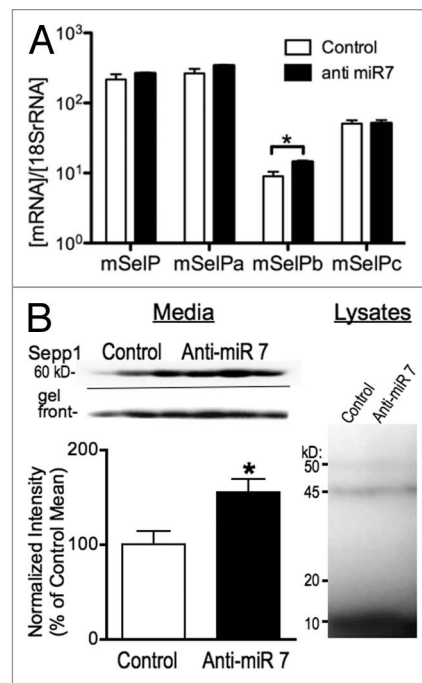 A
Control
anti miR7
[mRNA]/[18SrRNA]
10³
10²
10¹
10⁰
*
mSelP mSelPa mSelPb mSelPc
B
Media
Lysates
Sepp1 Control Anti-miR 7
60 kD-
gel
front-
Normalized Intensity
(% of Control Mean)
200
100
0
*
Control Anti-miR 7
Control
Anti-miR 7
kD:
50
45
20
10